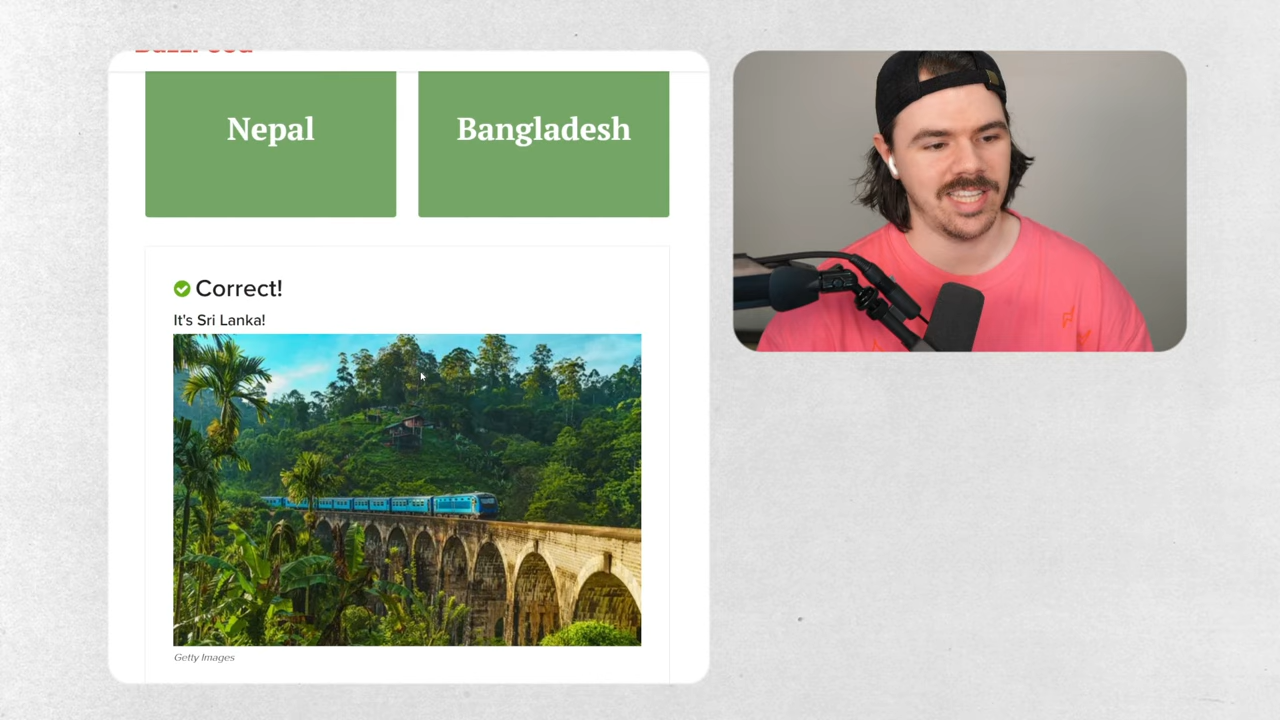 Nepal
Bangladesh
Correct!
It's Sri Lanka!
Getty Images